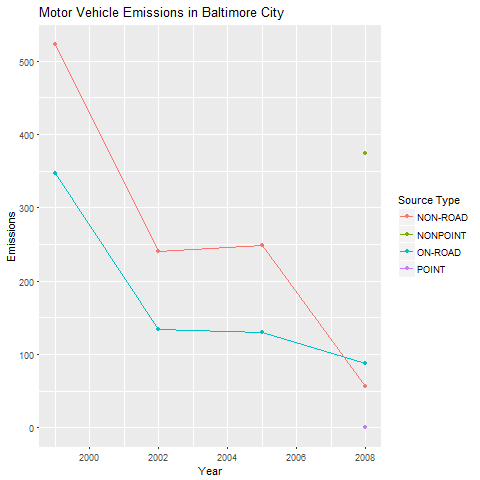 Motor Vehicle Emissions in Baltimore City
500
400
300
200
100
0
Emissions
2000 2002 2004 2006 2008
Year
Source Type
NON-ROAD
NONPOINT
ON-ROAD
POINT